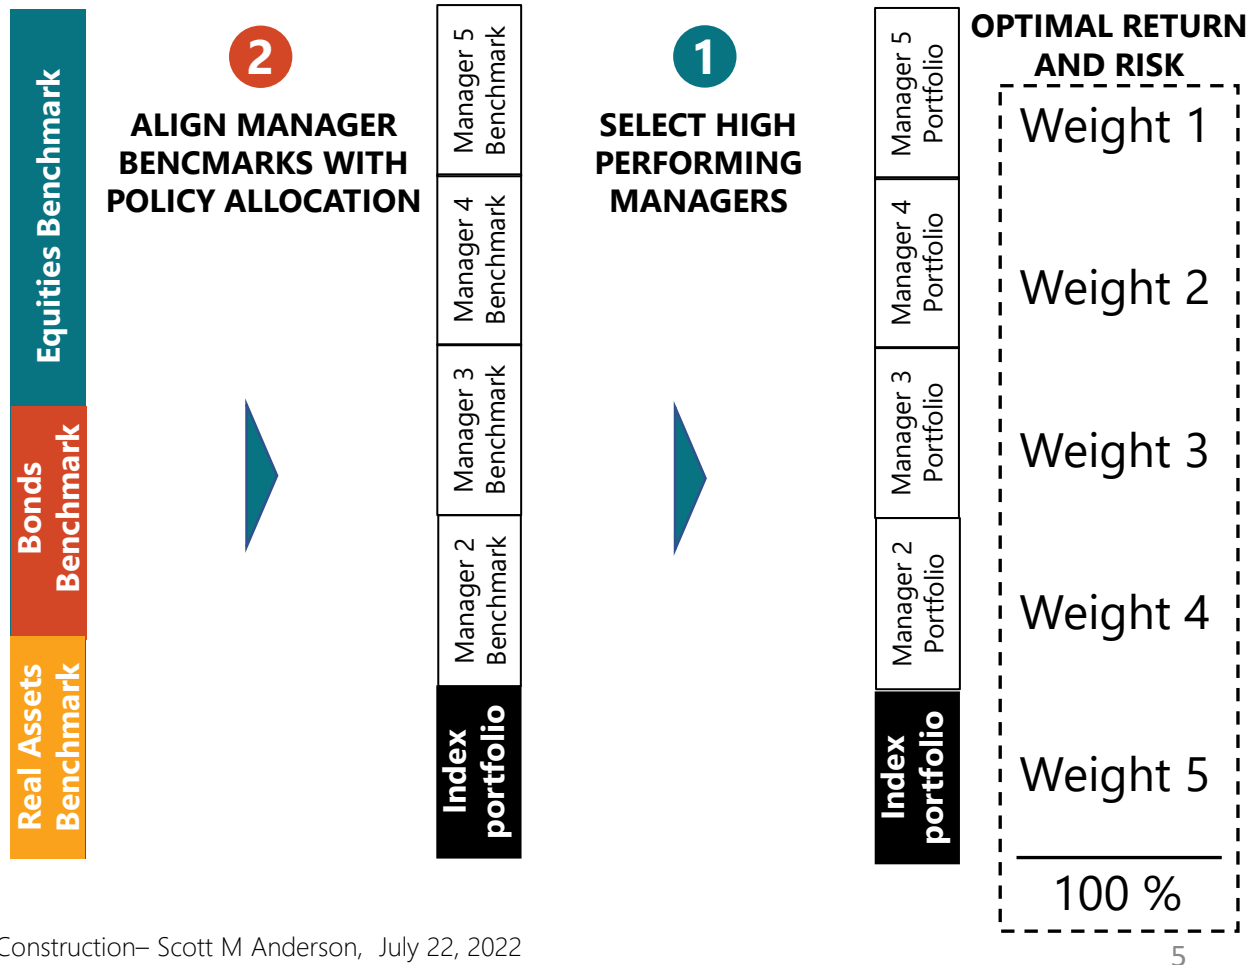 Equities Benchmark
Bonds
Benchmark
Real Assets
Benchmark
2
ALIGN MANAGER
BENCMARKS WITH
POLICY ALLOCATION
Manager 5
Benchmark
Manager 4
Benchmark
Manager 3
Benchmark
Manager 2
Benchmark
Index
portfolio
1
SELECT HIGH
PERFORMING
MANAGERS
Manager 5
Portfolio
Manager 4
Portfolio
Manager 3
Portfolio
Manager 2
Portfolio
Index
portfolio
OPTIMAL RETURN
AND RISK
Weight 1
Weight 2
Weight 3
Weight 4
Weight 5
100 %
Construction– Scott M Anderson, July 22, 2022
5